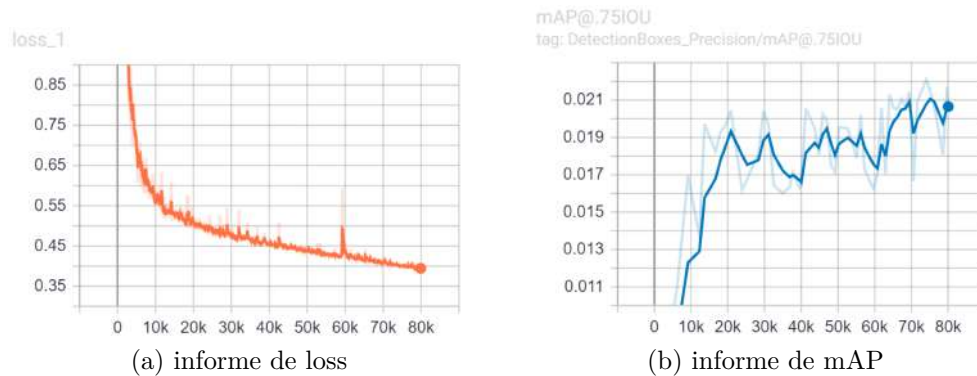 loss_1
0.85
0.75
0.65
0.55
0.45
0.35
0 10k 20k 30k 40k 50k 60k 70k 80k
(a) informe de loss
mAP@.75IOU
tag: DetectionBoxes_Precision/mAP@.75IOU
0.021
0.019
0.017
0.015
0.013
0.011
0 10k 20k 30k 40k 50k 60k 70k 80k
(b) informe de mAP